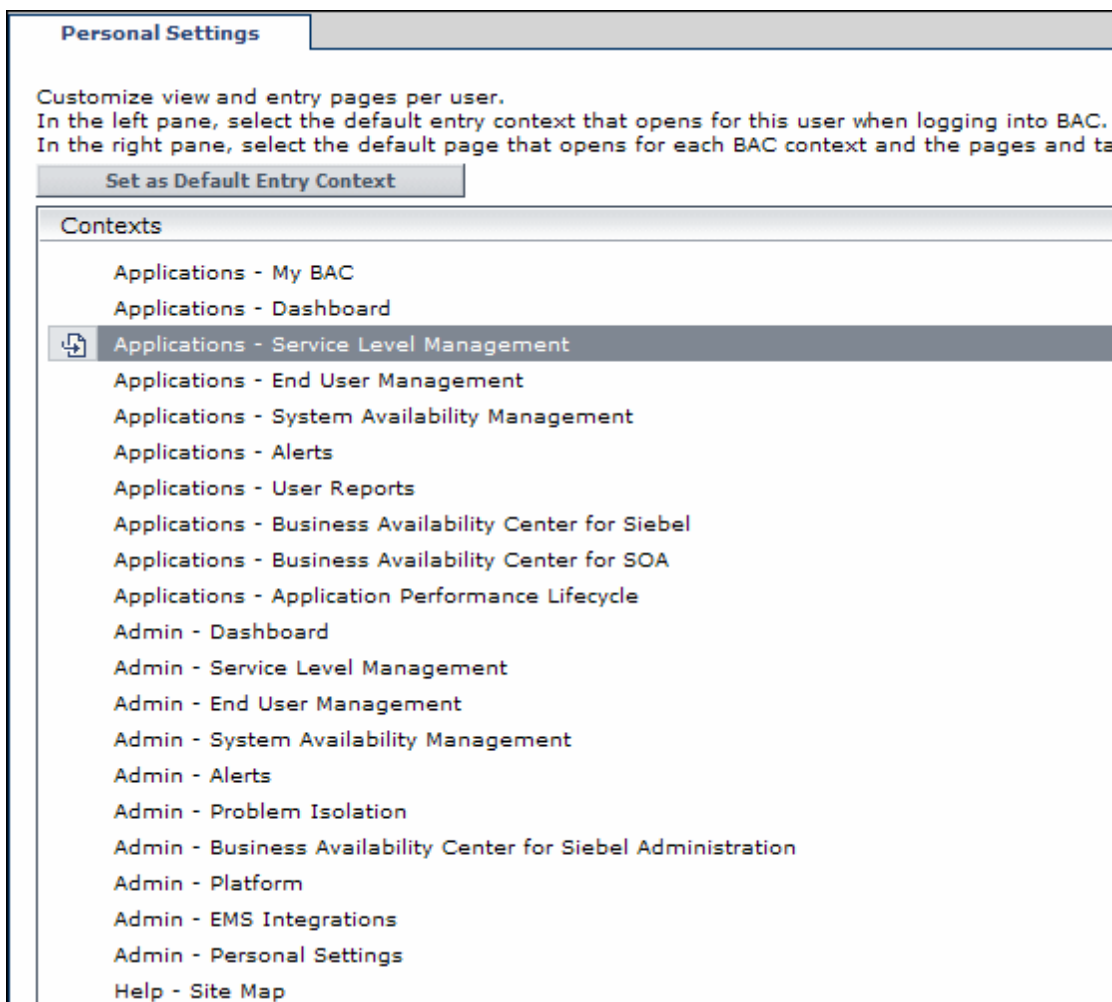 Personal Settings
Customize view and entry pages per user.
In the left pane, select the default entry context that opens for this user when logging into BAC.
In the right pane, select the default page that opens for each BAC context and the pages and ta
Set as Default Entry Context
Contexts
Applications - My BAC
Applications - Dashboard
Applications - Service Level Management
Applications - End User Management
Applications - System Availability Management
Applications - Alerts
Applications - User Reports
Applications - Business Availability Center for Siebel
Applications - Business Availability Center for SOA
Applications - Application Performance Lifecycle
Admin - Dashboard
Admin - Service Level Management
Admin - End User Management
Admin - System Availability Management
Admin - Alerts
Admin - Problem Isolation
Admin - Business Availability Center for Siebel Administration
Admin - Platform
Admin - EMS Integrations
Admin - Personal Settings
Help - Site Map